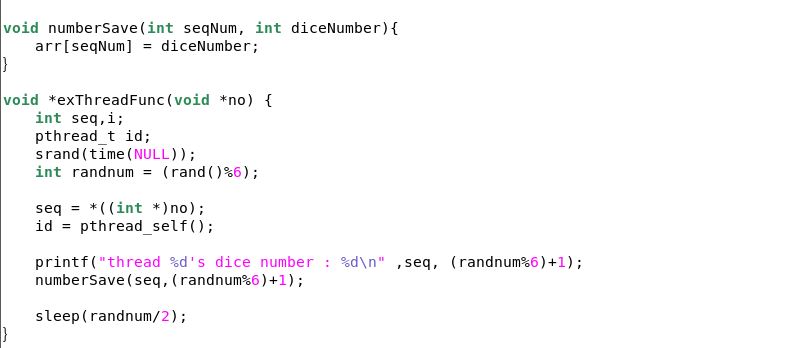 void numberSave(int seqNum, int diceNumber){
    arr[seqNum] = diceNumber;
}

void *exThreadFunc(void *no) {
    int seq,i;
    pthread_t id;
    srand(time(NULL));
    int randnum = (rand()%6);

    seq = *((int *)no);
    id = pthread_self();

    printf("thread %d's dice number : %d\n" ,seq, (randnum%6)+1);
    numberSave(seq,(randnum%6)+1);

    sleep(randnum/2);
}